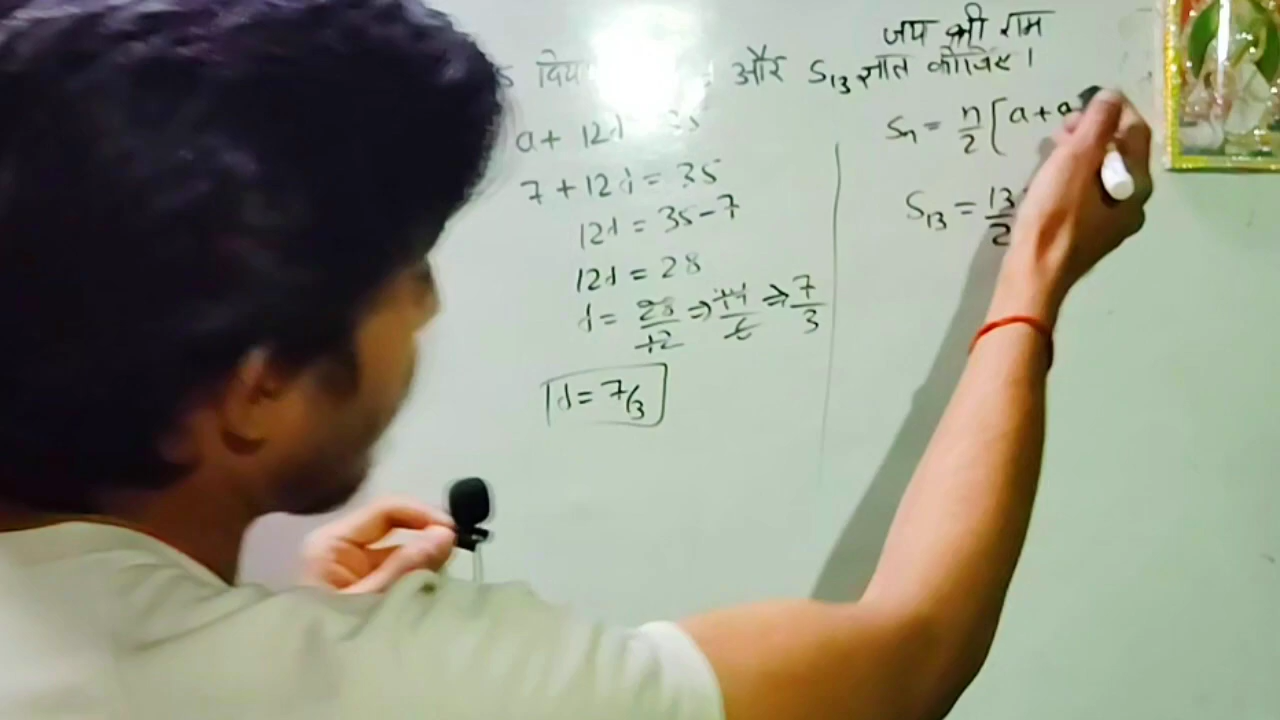 जय श्री राम
और S₁₃ ज्ञात कीजिए।
a + 12d
7 + 12d = 35
12d = 35 - 7
12d = 28
d = 28/12 ⇒ 14/6 ⇒ 7/3
d = 7/3
Sₙ = n/2 [ a + a
S₁₃ = 13/2